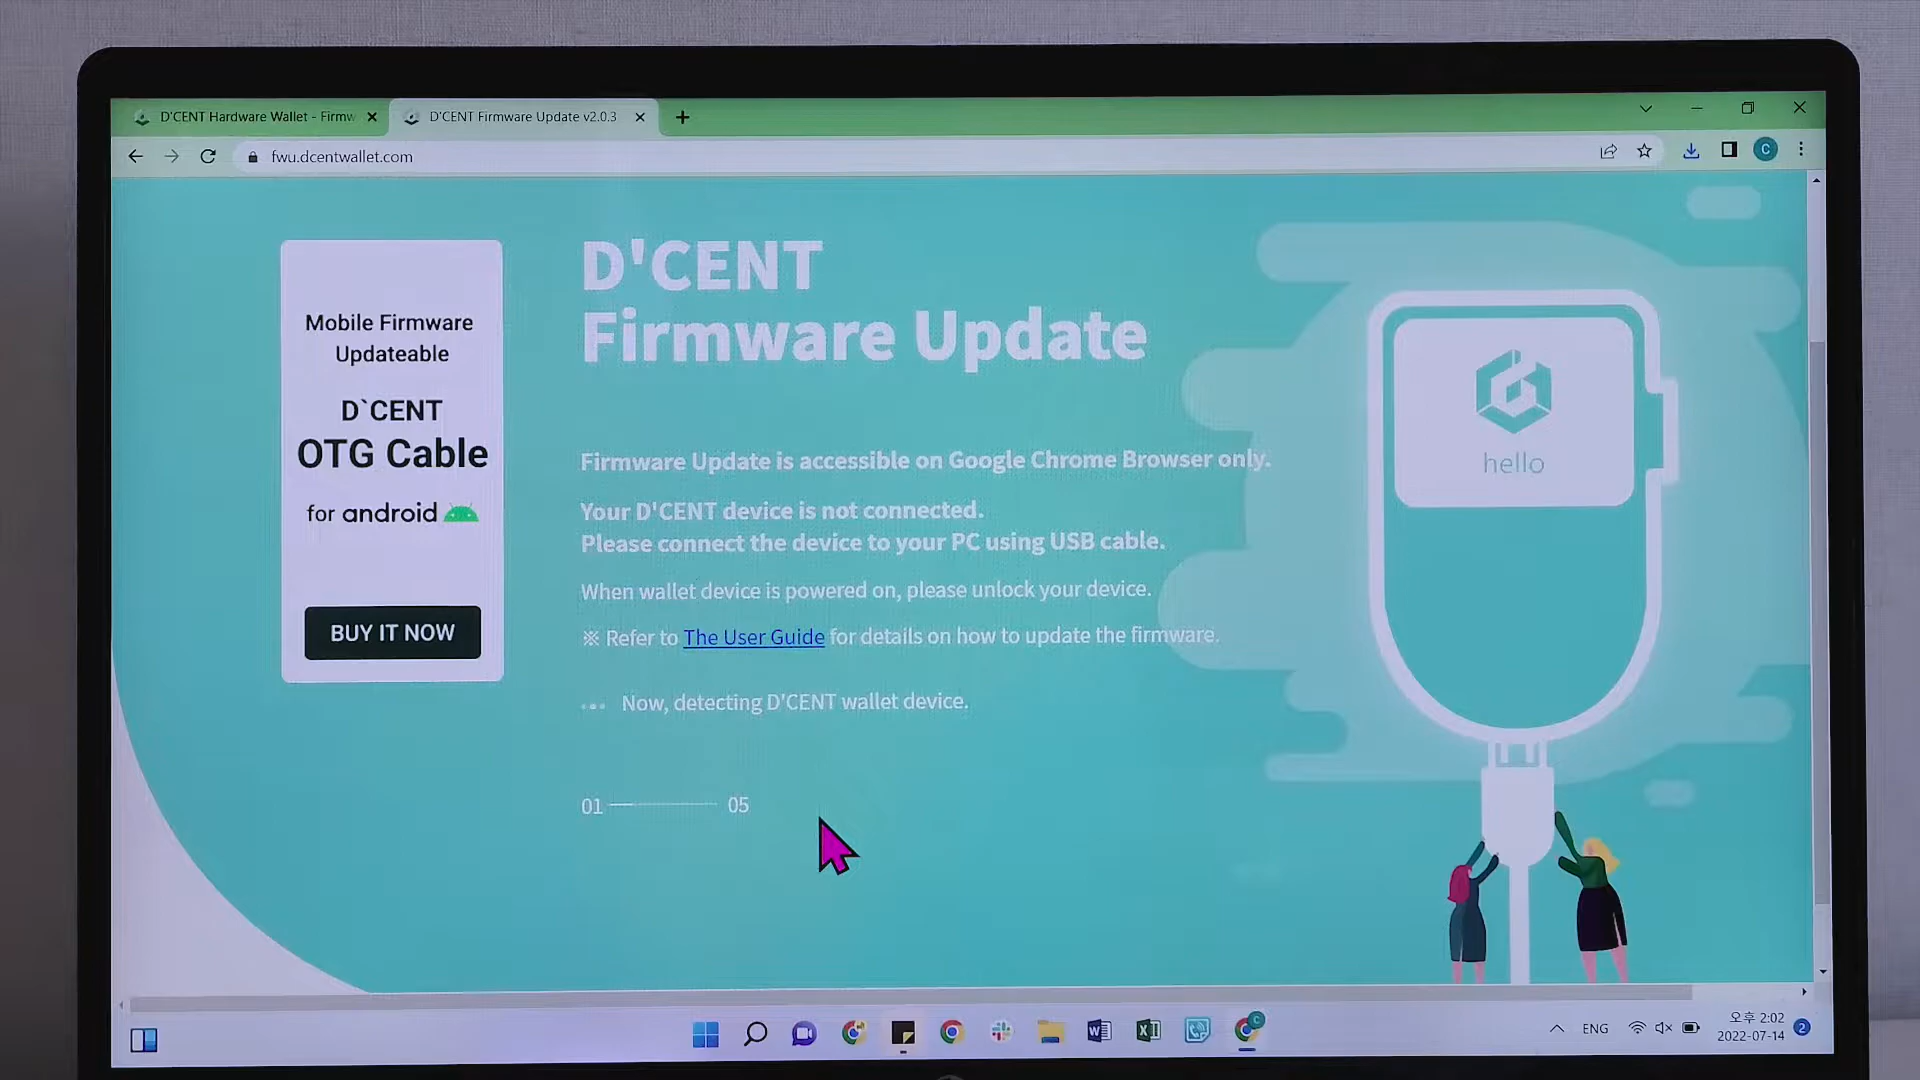 D'CENT Hardware Wallet - Firmw
D'CENT Firmware Update v2.0.3
fwu.dcentwallet.com
C
Mobile Firmware
Updateable
D`CENT
OTG Cable
for android
BUY IT NOW
D'CENT
Firmware Update
Firmware Update is accessible on Google Chrome Browser only.
Your D'CENT device is not connected.
Please connect the device to your PC using USB cable.
When wallet device is powered on, please unlock your device.
※ Refer to The User Guide for details on how to update the firmware.
Now, detecting D'CENT wallet device.
01 05
hello
ENG
오후 2:02
2022-07-14
2